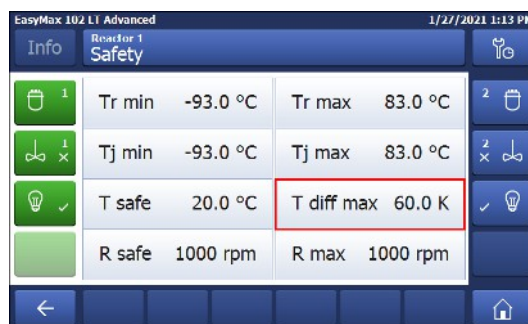 EasyMax 102 LT Advanced 1/27/2021 1:13 PM
Info Reactor 1
Safety
1 Tr min -93.0 °C Tr max 83.0 °C 2
1 Tj min -93.0 °C Tj max 83.0 °C 2
T safe 20.0 °C T diff max 60.0 K
R safe 1000 rpm R max 1000 rpm